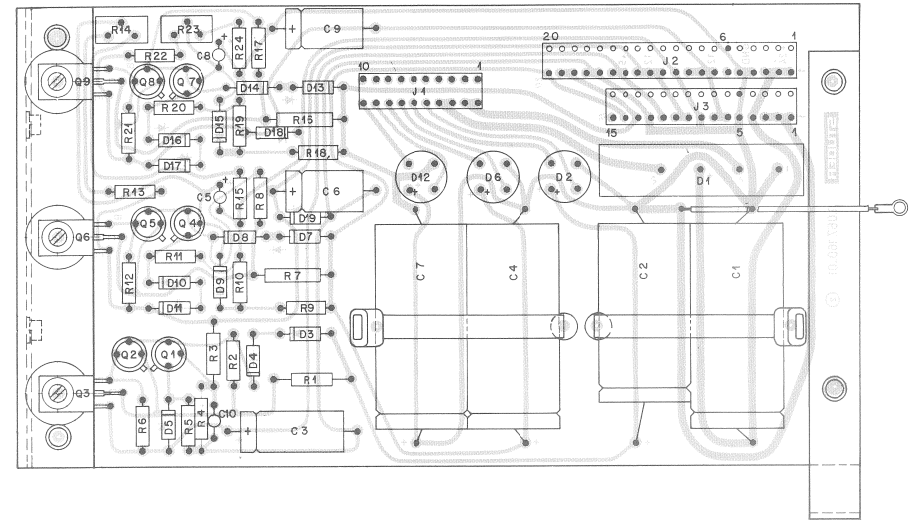 R14
R23
C8
+
R24
R17
+
C9
20
6
1
J2
R22
Q9
Q8
Q7
D14
D13
10
1
J1
J3
15
5
1
R20
R21
D15
R19
R16
D18
D16
D17
R18
R13
C5
+
R15
R8
+
C6
D12
+
D6
+
D2
+
D1
STUDER
D19
Q6
Q5
Q4
D8
D7
R11
R12
D10
D9
R10
R7
D11
R9
C7
C4
C2
C1
R3
R2
D4
D3
Q2
Q1
R1
Q3
R6
D5
R5
R4
C10
+
C3